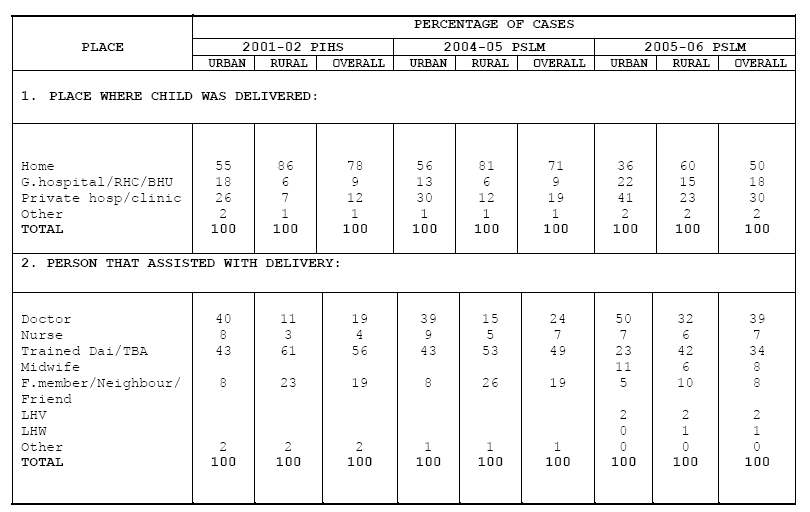 PERCENTAGE OF CASES
PLACE 2001-02 PIHS 2004-05 PSLM 2005-06 PSLM
URBAN RURAL OVERALL URBAN RURAL OVERALL URBAN RURAL OVERALL
1. PLACE WHERE CHILD WAS DELIVERED:
Home 55 86 78 56 81 71 36 60 50
G.hospital/RHC/BHU 18 6 9 13 6 9 22 15 18
Private hosp/clinic 26 7 12 30 12 19 41 23 30
Other 2 1 1 1 1 1 2 2 2
TOTAL 100 100 100 100 100 100 100 100 100
2. PERSON THAT ASSISTED WITH DELIVERY:
Doctor 40 11 19 39 15 24 50 32 39
Nurse 8 3 4 9 5 7 7 6 7
Trained Dai/TBA 43 61 56 43 53 49 23 42 34
Midwife 11 6 8
F.member/Neighbour/ 8 23 19 8 26 19 5 10 8
Friend
LHV 2 2 2
LHW 0 1 1
Other 2 2 2 1 1 1 0 0 0
TOTAL 100 100 100 100 100 100 100 100 100